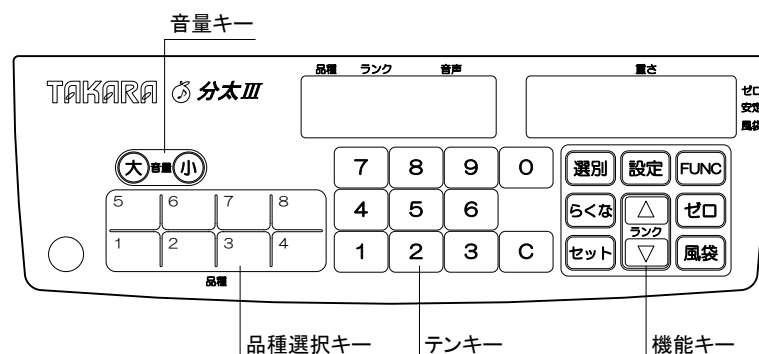 音量キー
品種 ランク 音声 重さ
TAKARA 分太Ⅲ
ゼロ
安定
風袋
大 音量 小
7 8 9 0
選別 設定 FUNC
5 6 7 8
4 5 6
らくな △ ゼロ
ランク
1 2 3 4
1 2 3 C
セット ▽ 風袋
品種
品種選択キー テンキー 機能キー